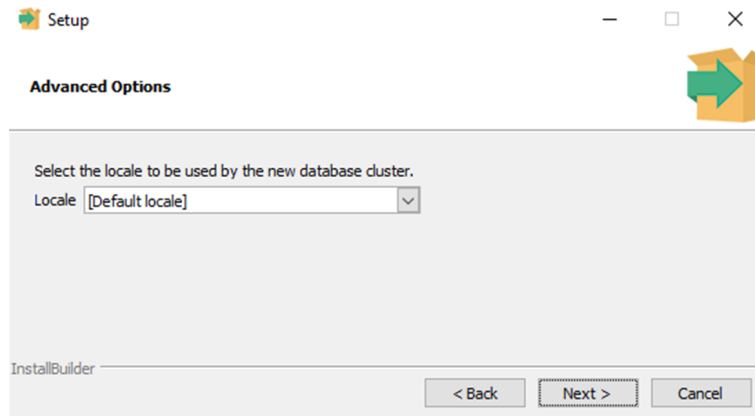 Setup
Advanced Options
Select the locale to be used by the new database cluster.
Locale [Default locale]
InstallBuilder
< Back Next > Cancel